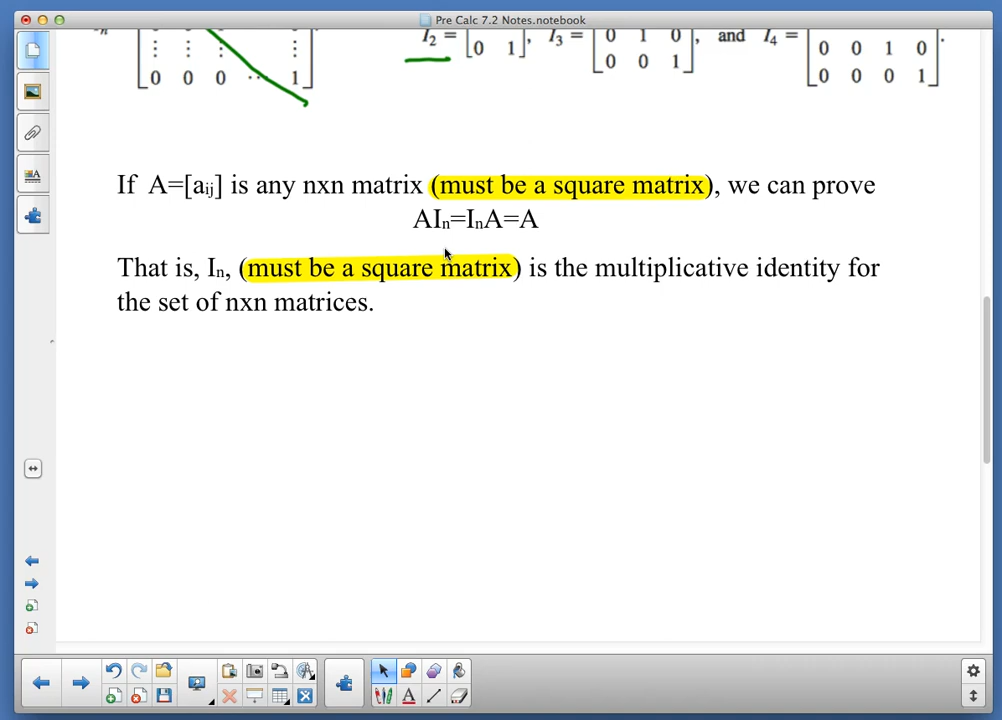 Pre Calc 7.2 Notes.notebook
I₂ = [0 1], I₃ = 0 1 0, and I₄ =
⋮ ⋮ ⋮ ⋮
0 0 1
0 0 1 0.
0 0 0 ⋯ 1
0 0 0 1
If A=[aij] is any nxn matrix (must be a square matrix), we can prove
AIn=InA=A
That is, In, (must be a square matrix) is the multiplicative identity for
the set of nxn matrices.